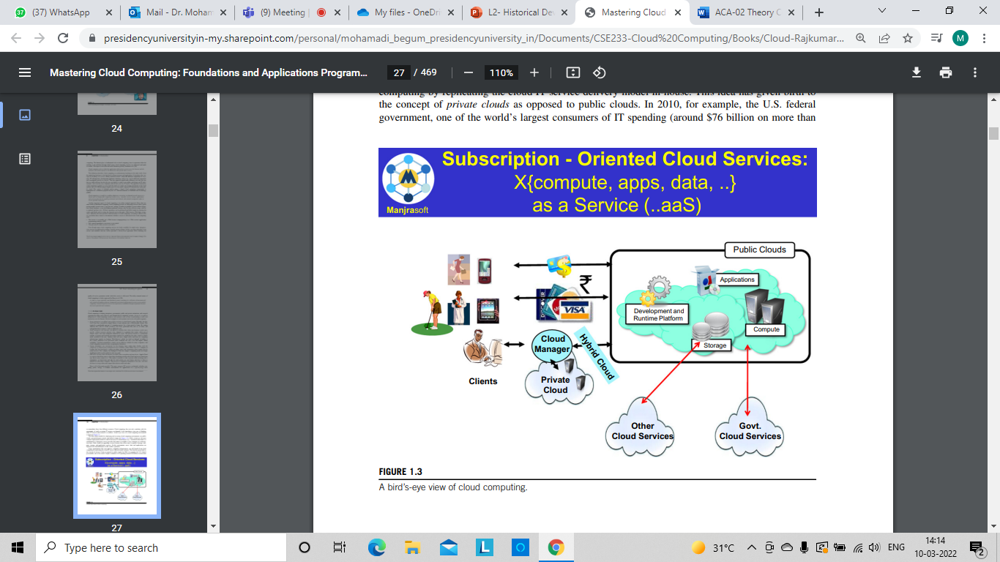 (37) WhatsApp
Mail - Dr. Moham
(9) Meeting
My files - OneDri
L2- Historical De
Mastering Cloud
ACA-02 Theory C
presidencyuniversityin-my.sharepoint.com/personal/mohamadi_begum_presidencyuniversity_in/Documents/CSE233-Cloud%20Computing/Books/Cloud-Rajkumar...
M
Mastering Cloud Computing: Foundations and Applications Program...
27 / 469
110%
24
25
26
27
computing by replicating the cloud IT service delivery model in-house. This idea has given birth to
the concept of private clouds as opposed to public clouds. In 2010, for example, the U.S. federal
government, one of the world's largest consumers of IT spending (around $76 billion on more than
Manjrasoft
Subscription - Oriented Cloud Services:
X{compute, apps, data, ..}
as a Service (..aaS)
Public Clouds
Applications
Development and
Runtime Platform
Compute
Storage
₹
DISCOVER
VISA
Cloud
Manager
Hybrid Cloud
Private
Cloud
Clients
Other
Cloud Services
Govt.
Cloud Services
FIGURE 1.3
A bird's-eye view of cloud computing.
Type here to search
31°C
ENG
14:14
10-03-2022
2